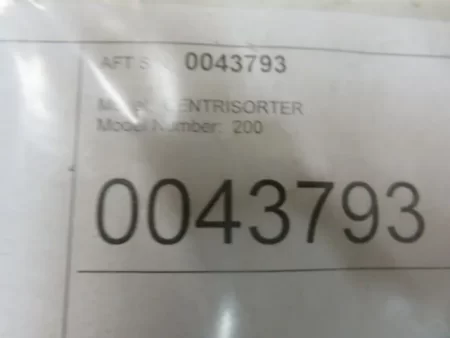 AFT S 0043793
CENTRISORTER
Model Number: 200
0043793